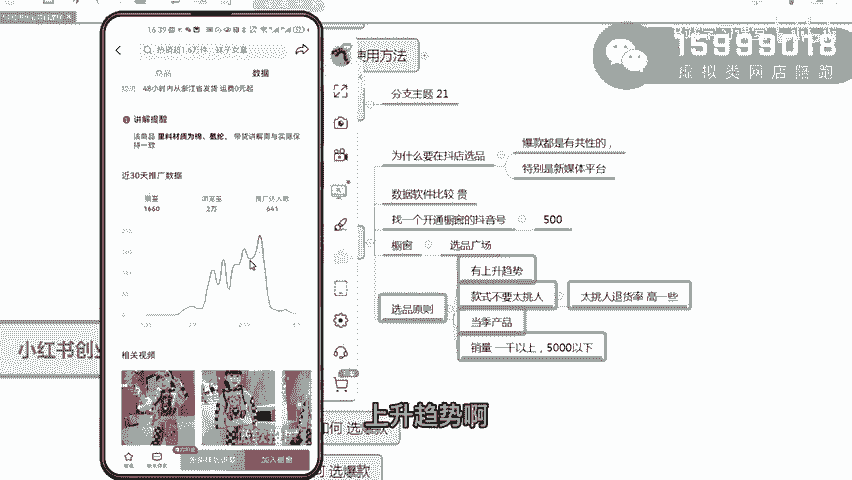 16:39
热销超1.6万件
商品
数据
48小时内从浙江省发货 运费0元起
讲解提醒
该商品 里料材质为棉、氨纶， 带货讲解需与实际保持一致
近30天推广数据
销量
浏览量
推广达人数
1660
2万
641
相关视频
加入橱窗
15999018
虚拟类网店陪跑
使用方法
分支主题 21
为什么要在抖店选品
爆款都是有共性的，
特别是新媒体平台
数据软件比较 贵
找一个开通橱窗的抖音号
500
橱窗
选品广场
选品原则
有上升趋势
款式不要太挑人
太挑人退货率 高一些
当季产品
销量 一千以上，5000以下
小红书创业
如何 选爆款
选爆款
上升趋势啊